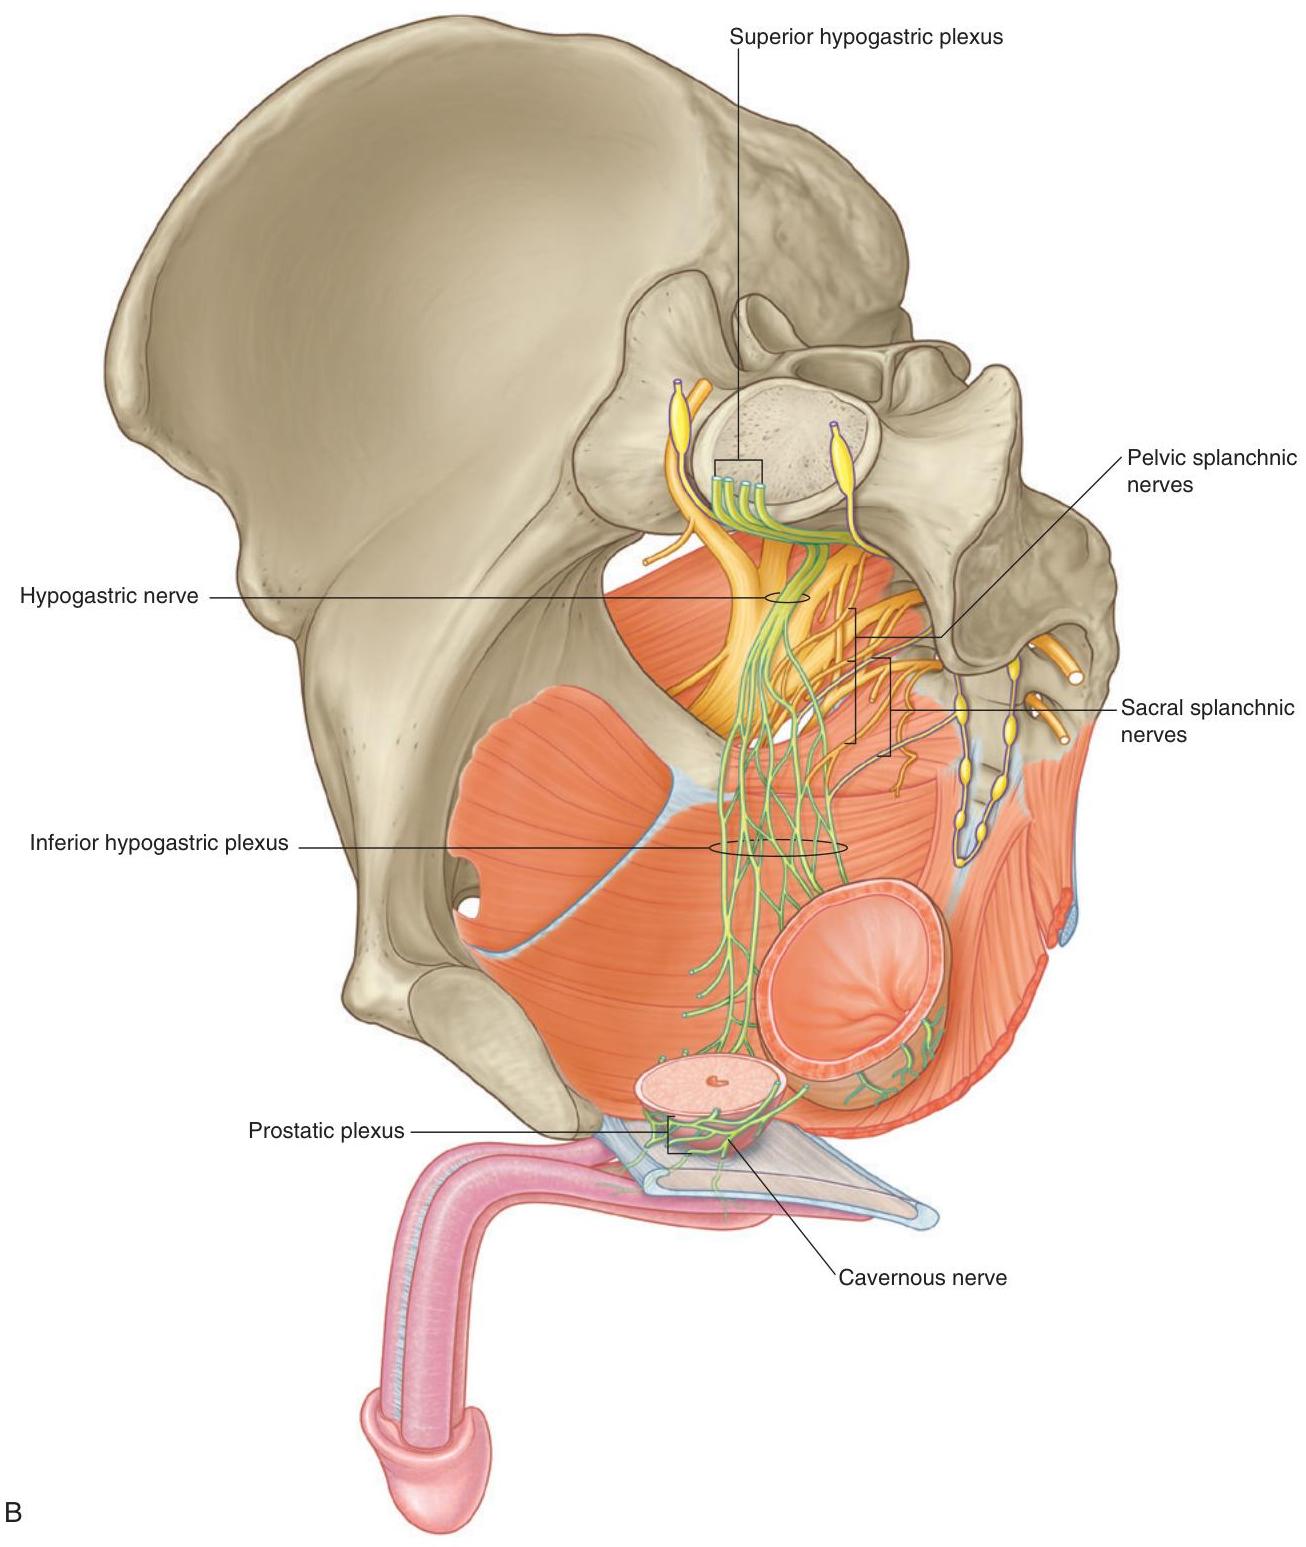 Superior hypogastric plexus
Pelvic splanchnic
nerves
Hypogastric nerve
Sacral splanchnic
nerves
Inferior hypogastric plexus
Prostatic plexus
Cavernous nerve
B